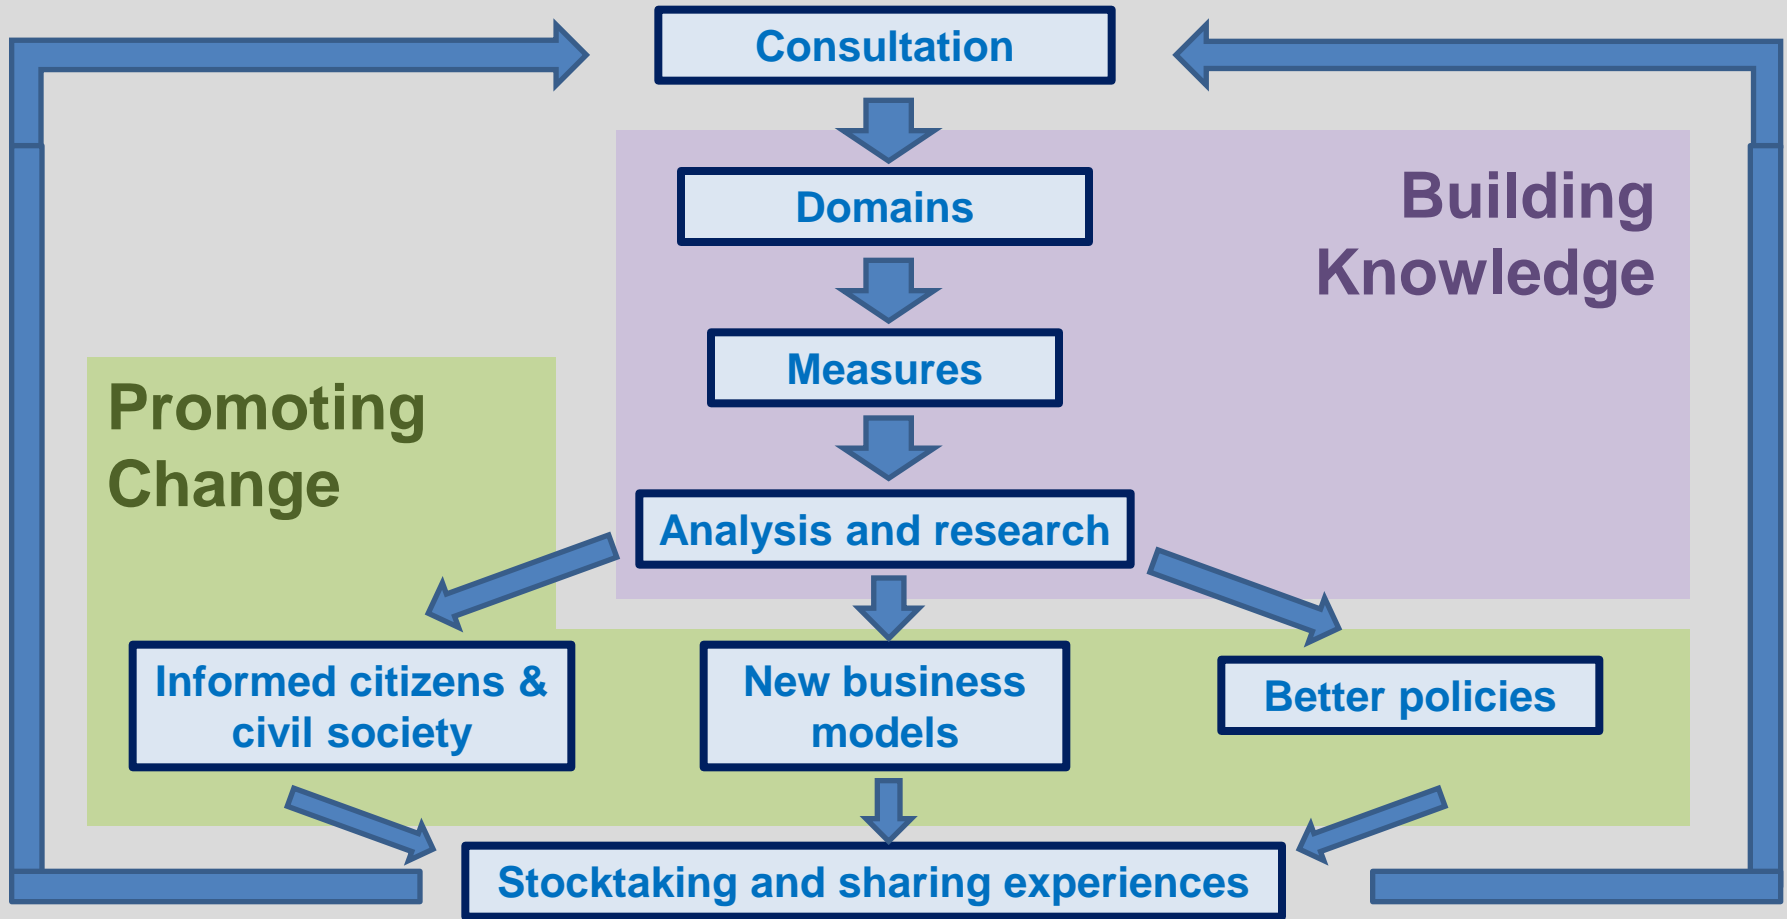 Consultation
Domains
Building
Knowledge
Measures
Promoting
Change
Analysis and research
Informed citizens &
civil society
New business
models
Better policies
Stocktaking and sharing experiences